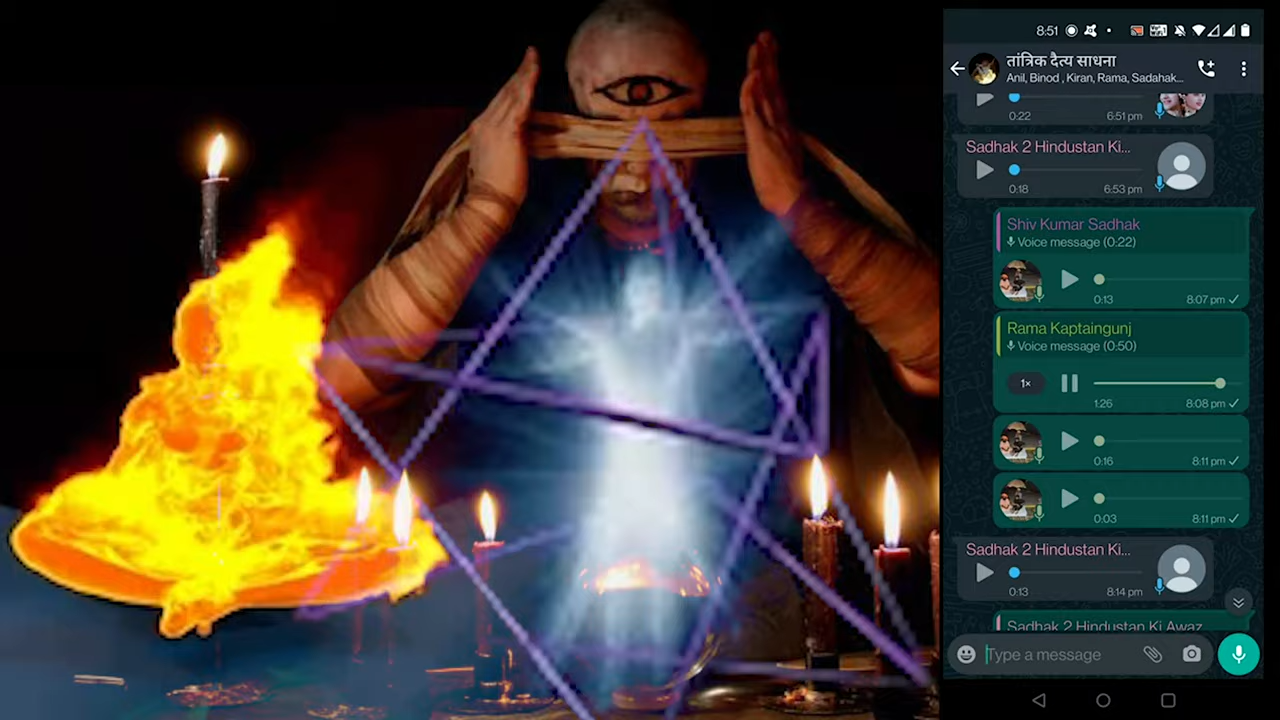 8:51
तांत्रिक दैत्य साधना
Anil, Binod , Kiran, Rama, Sadahak...
0:22 6:51 pm
Sadhak 2 Hindustan Ki...
0:18 6:53 pm
Shiv Kumar Sadhak
Voice message (0:22)
0:13 8:07 pm
Rama Kaptaingunj
Voice message (0:50)
1×
1:26 8:08 pm
0:16 8:11 pm
0:03 8:11 pm
Sadhak 2 Hindustan Ki...
0:13 8:14 pm
Sadhak 2 Hindustan Ki Awaz
Type a message